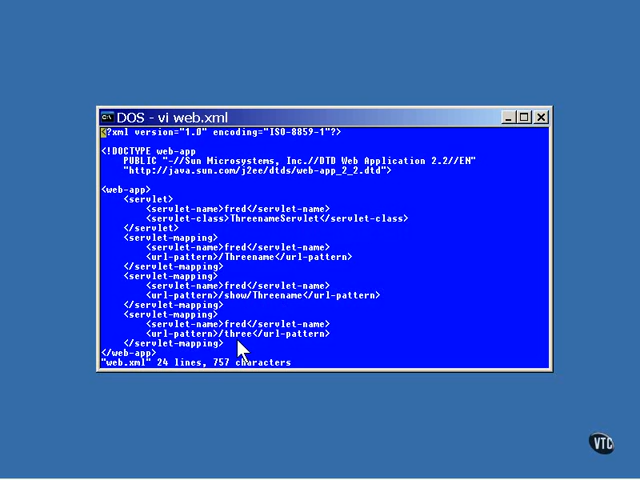 DOS - vi web.xml
<?xml version="1.0" encoding="ISO-8859-1"?>
<!DOCTYPE web-app
PUBLIC "-//Sun Microsystems, Inc.//DTD Web Application 2.2//EN"
"http://java.sun.com/j2ee/dtds/web-app_2_2.dtd">
<web-app>
<servlet>
<servlet-name>fred</servlet-name>
<servlet-class>ThreenameServlet</servlet-class>
</servlet>
<servlet-mapping>
<servlet-name>fred</servlet-name>
<url-pattern>/Threename</url-pattern>
</servlet-mapping>
<servlet-mapping>
<servlet-name>fred</servlet-name>
<url-pattern>/show/Threename</url-pattern>
</servlet-mapping>
<servlet-mapping>
<servlet-name>fred</servlet-name>
<url-pattern>/three</url-pattern>
</servlet-mapping>
</web-app>
"web.xml" 24 lines, 757 characters
VTC